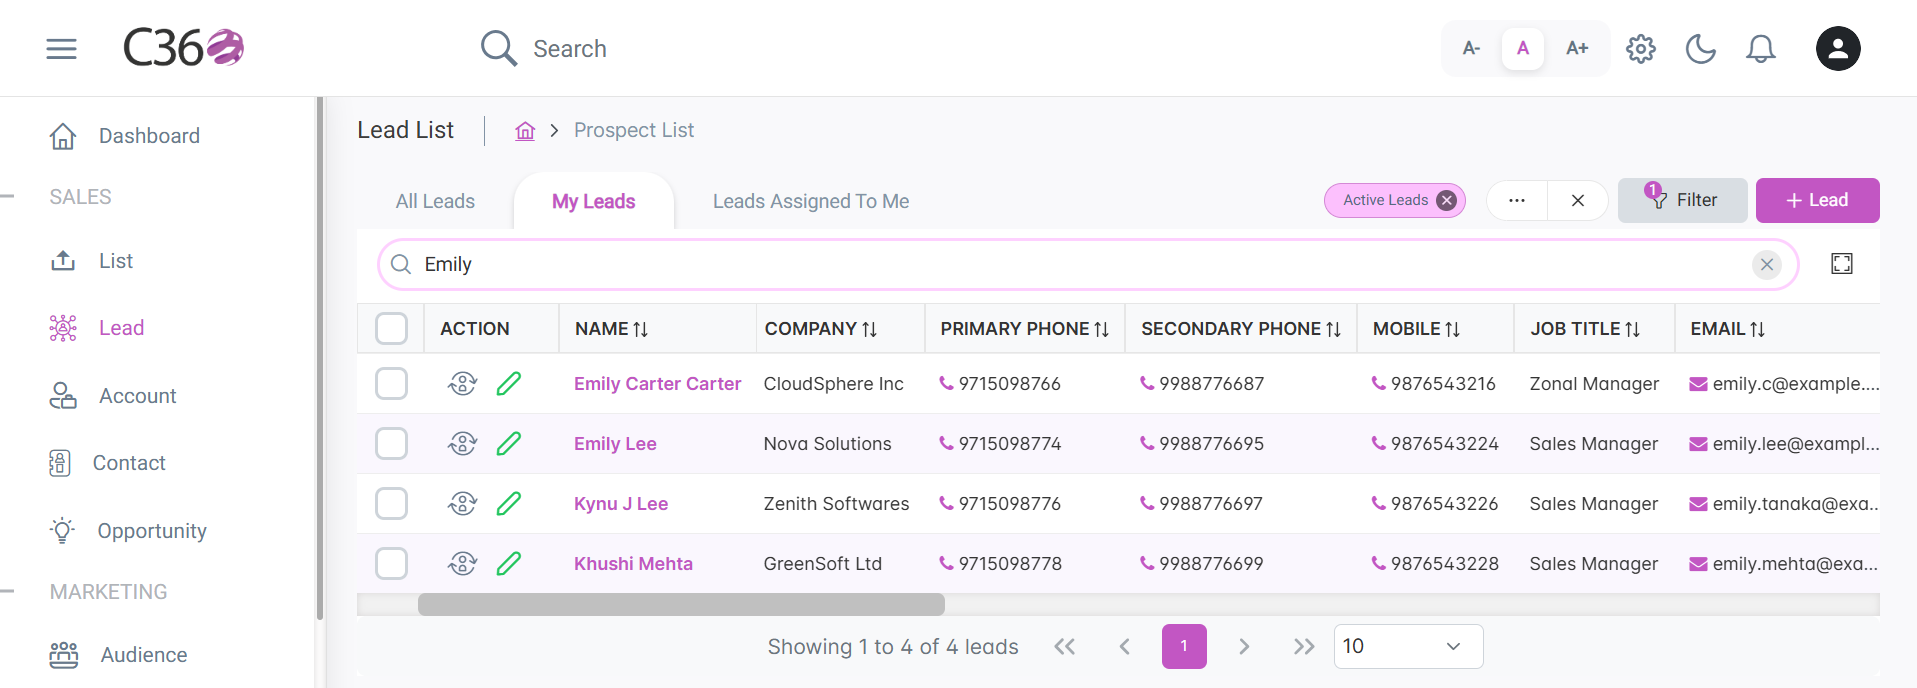 C360
Search
A-
A
A+
Dashboard
SALES
List
Lead
Account
Contact
Opportunity
MARKETING
Audience
Lead List
Prospect List
All Leads
My Leads
Leads Assigned To Me
Active Leads
1
Filter
+ Lead
Emily
ACTION NAME COMPANY PRIMARY PHONE SECONDARY PHONE MOBILE JOB TITLE EMAIL
Emily Carter Carter CloudSphere Inc 9715098766 9988776687 9876543216 Zonal Manager emily.c@example....
Emily Lee Nova Solutions 9715098774 9988776695 9876543224 Sales Manager emily.lee@exampl...
Kynu J Lee Zenith Softwares 9715098776 9988776697 9876543226 Sales Manager emily.tanaka@exa...
Khushi Mehta GreenSoft Ltd 9715098778 9988776699 9876543228 Sales Manager emily.mehta@exa...
Showing 1 to 4 of 4 leads
1
10